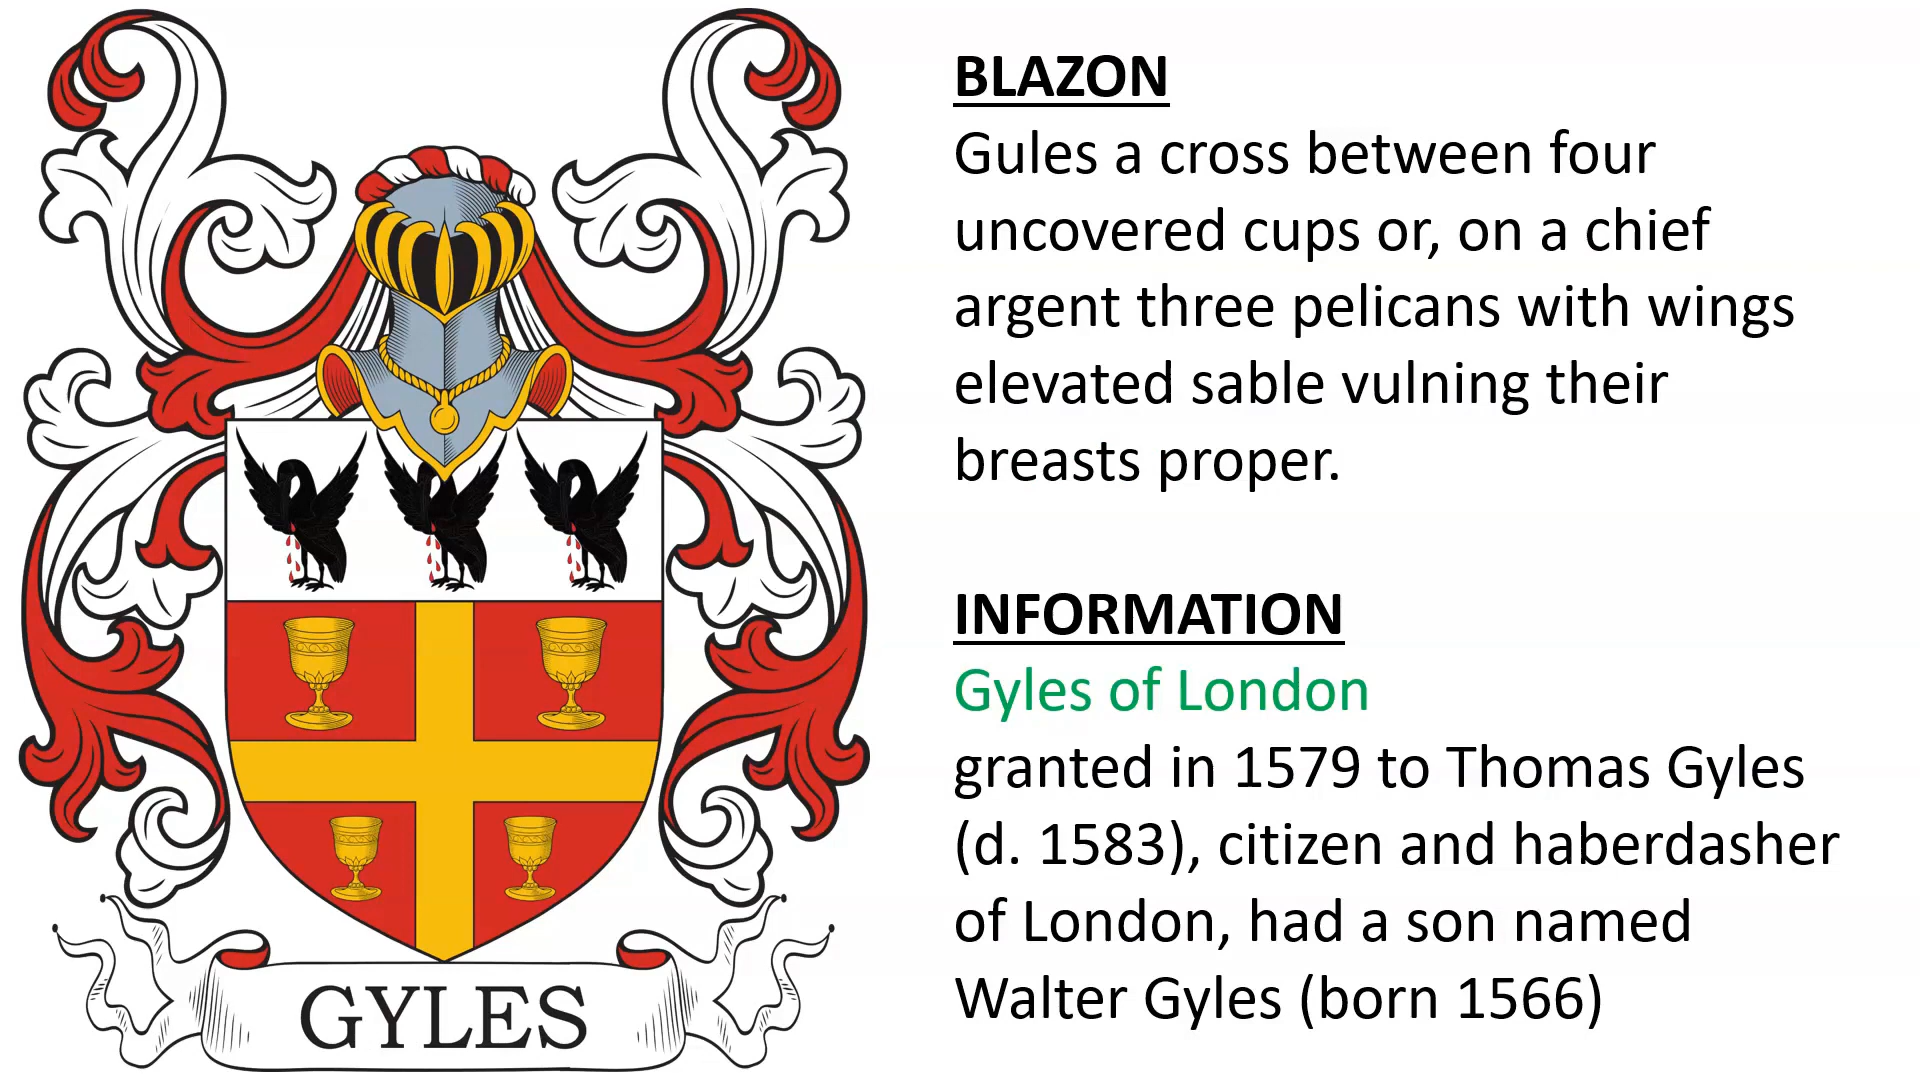 BLAZON
Gules a cross between four
uncovered cups or, on a chief
argent three pelicans with wings
elevated sable vulning their
breasts proper.
INFORMATION
Gyles of London
granted in 1579 to Thomas Gyles
(d. 1583), citizen and haberdasher
of London, had a son named
Walter Gyles (born 1566)
GYLES